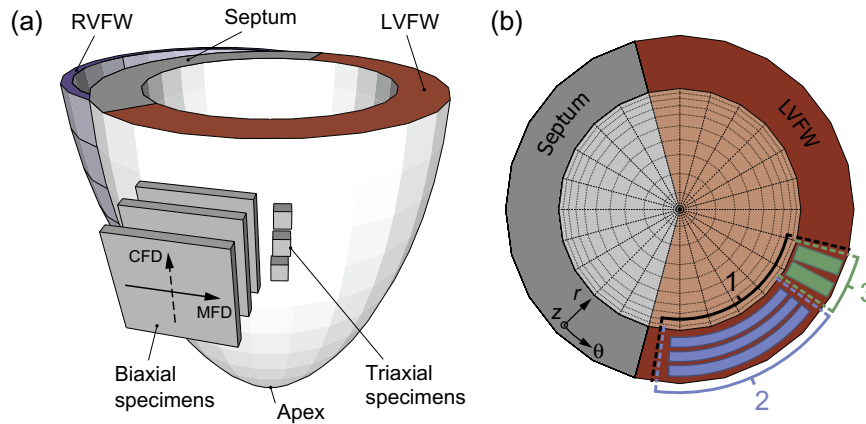 (a)
RVFW
Septum
LVFW
CFD
MFD
Biaxial
specimens
Apex
Triaxial
specimens
(b)
Septum
LVFW
1
3
r
z
θ
2